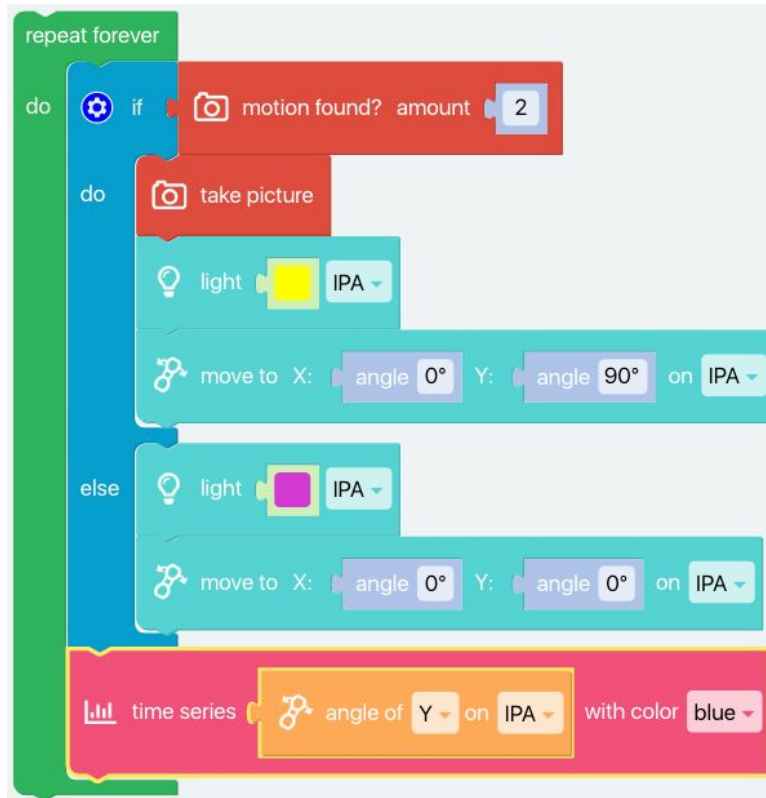 repeat forever
do if motion found? amount 2
do take picture
light IPA
move to X: angle 0° Y: angle 90° on IPA
else light IPA
move to X: angle 0° Y: angle 0° on IPA
time series angle of Y on IPA with color blue